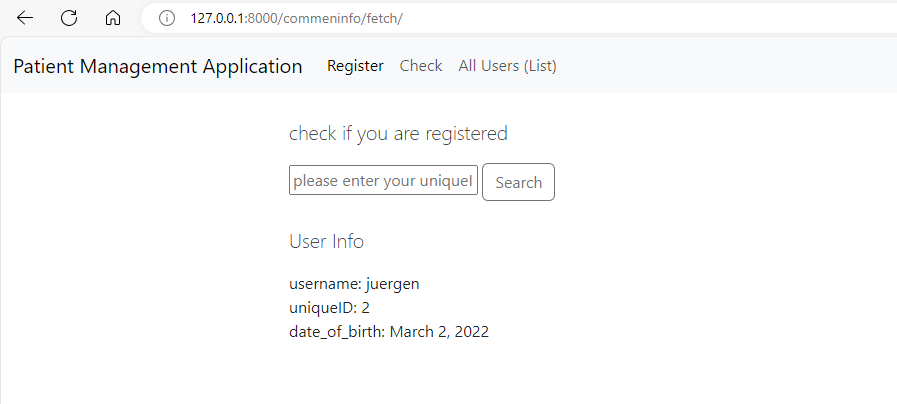 127.0.0.1:8000/commeninfo/fetch/
Patient Management Application Register Check All Users (List)
check if you are registered
please enter your uniquel Search
User Info
username: juergen
uniqueID: 2
date_of_birth: March 2, 2022